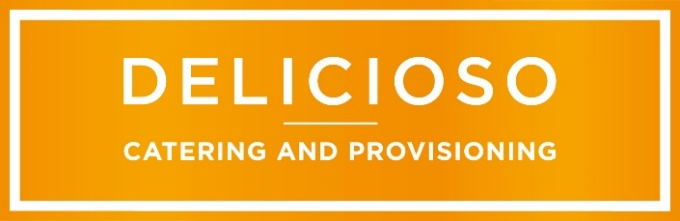 DELICIOSO
CATERING AND PROVISIONING